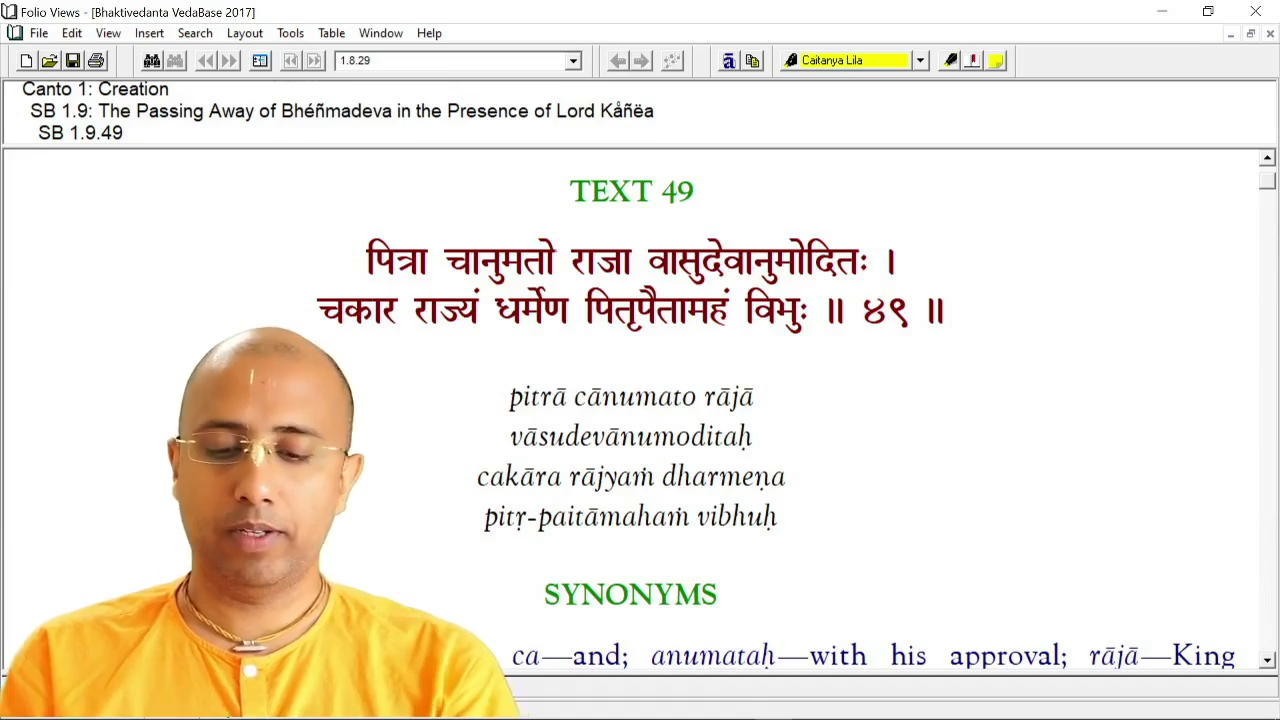 Folio Views - [Bhaktivedanta VedaBase 2017]
File Edit View Insert Search Layout Tools Table Window Help
1.8.29 Caitanya Lila
Canto 1: Creation
SB 1.9: The Passing Away of Bhéñmadeva in the Presence of Lord Kåñëa
SB 1.9.49
TEXT 49
पित्रा चानुमतो राजा वासुदेवानुमोदितः ।
चकार राज्यं धर्मेण पितृपैतामहं विभुः ॥ ४९ ॥
pitrā cānumato rājā
vāsudevānumoditaḥ
cakāra rājyaṁ dharmeṇa
pitṛ-paitāmahaṁ vibhuḥ
SYNONYMS
ca—and; anumataḥ—with his approval; rājā—King